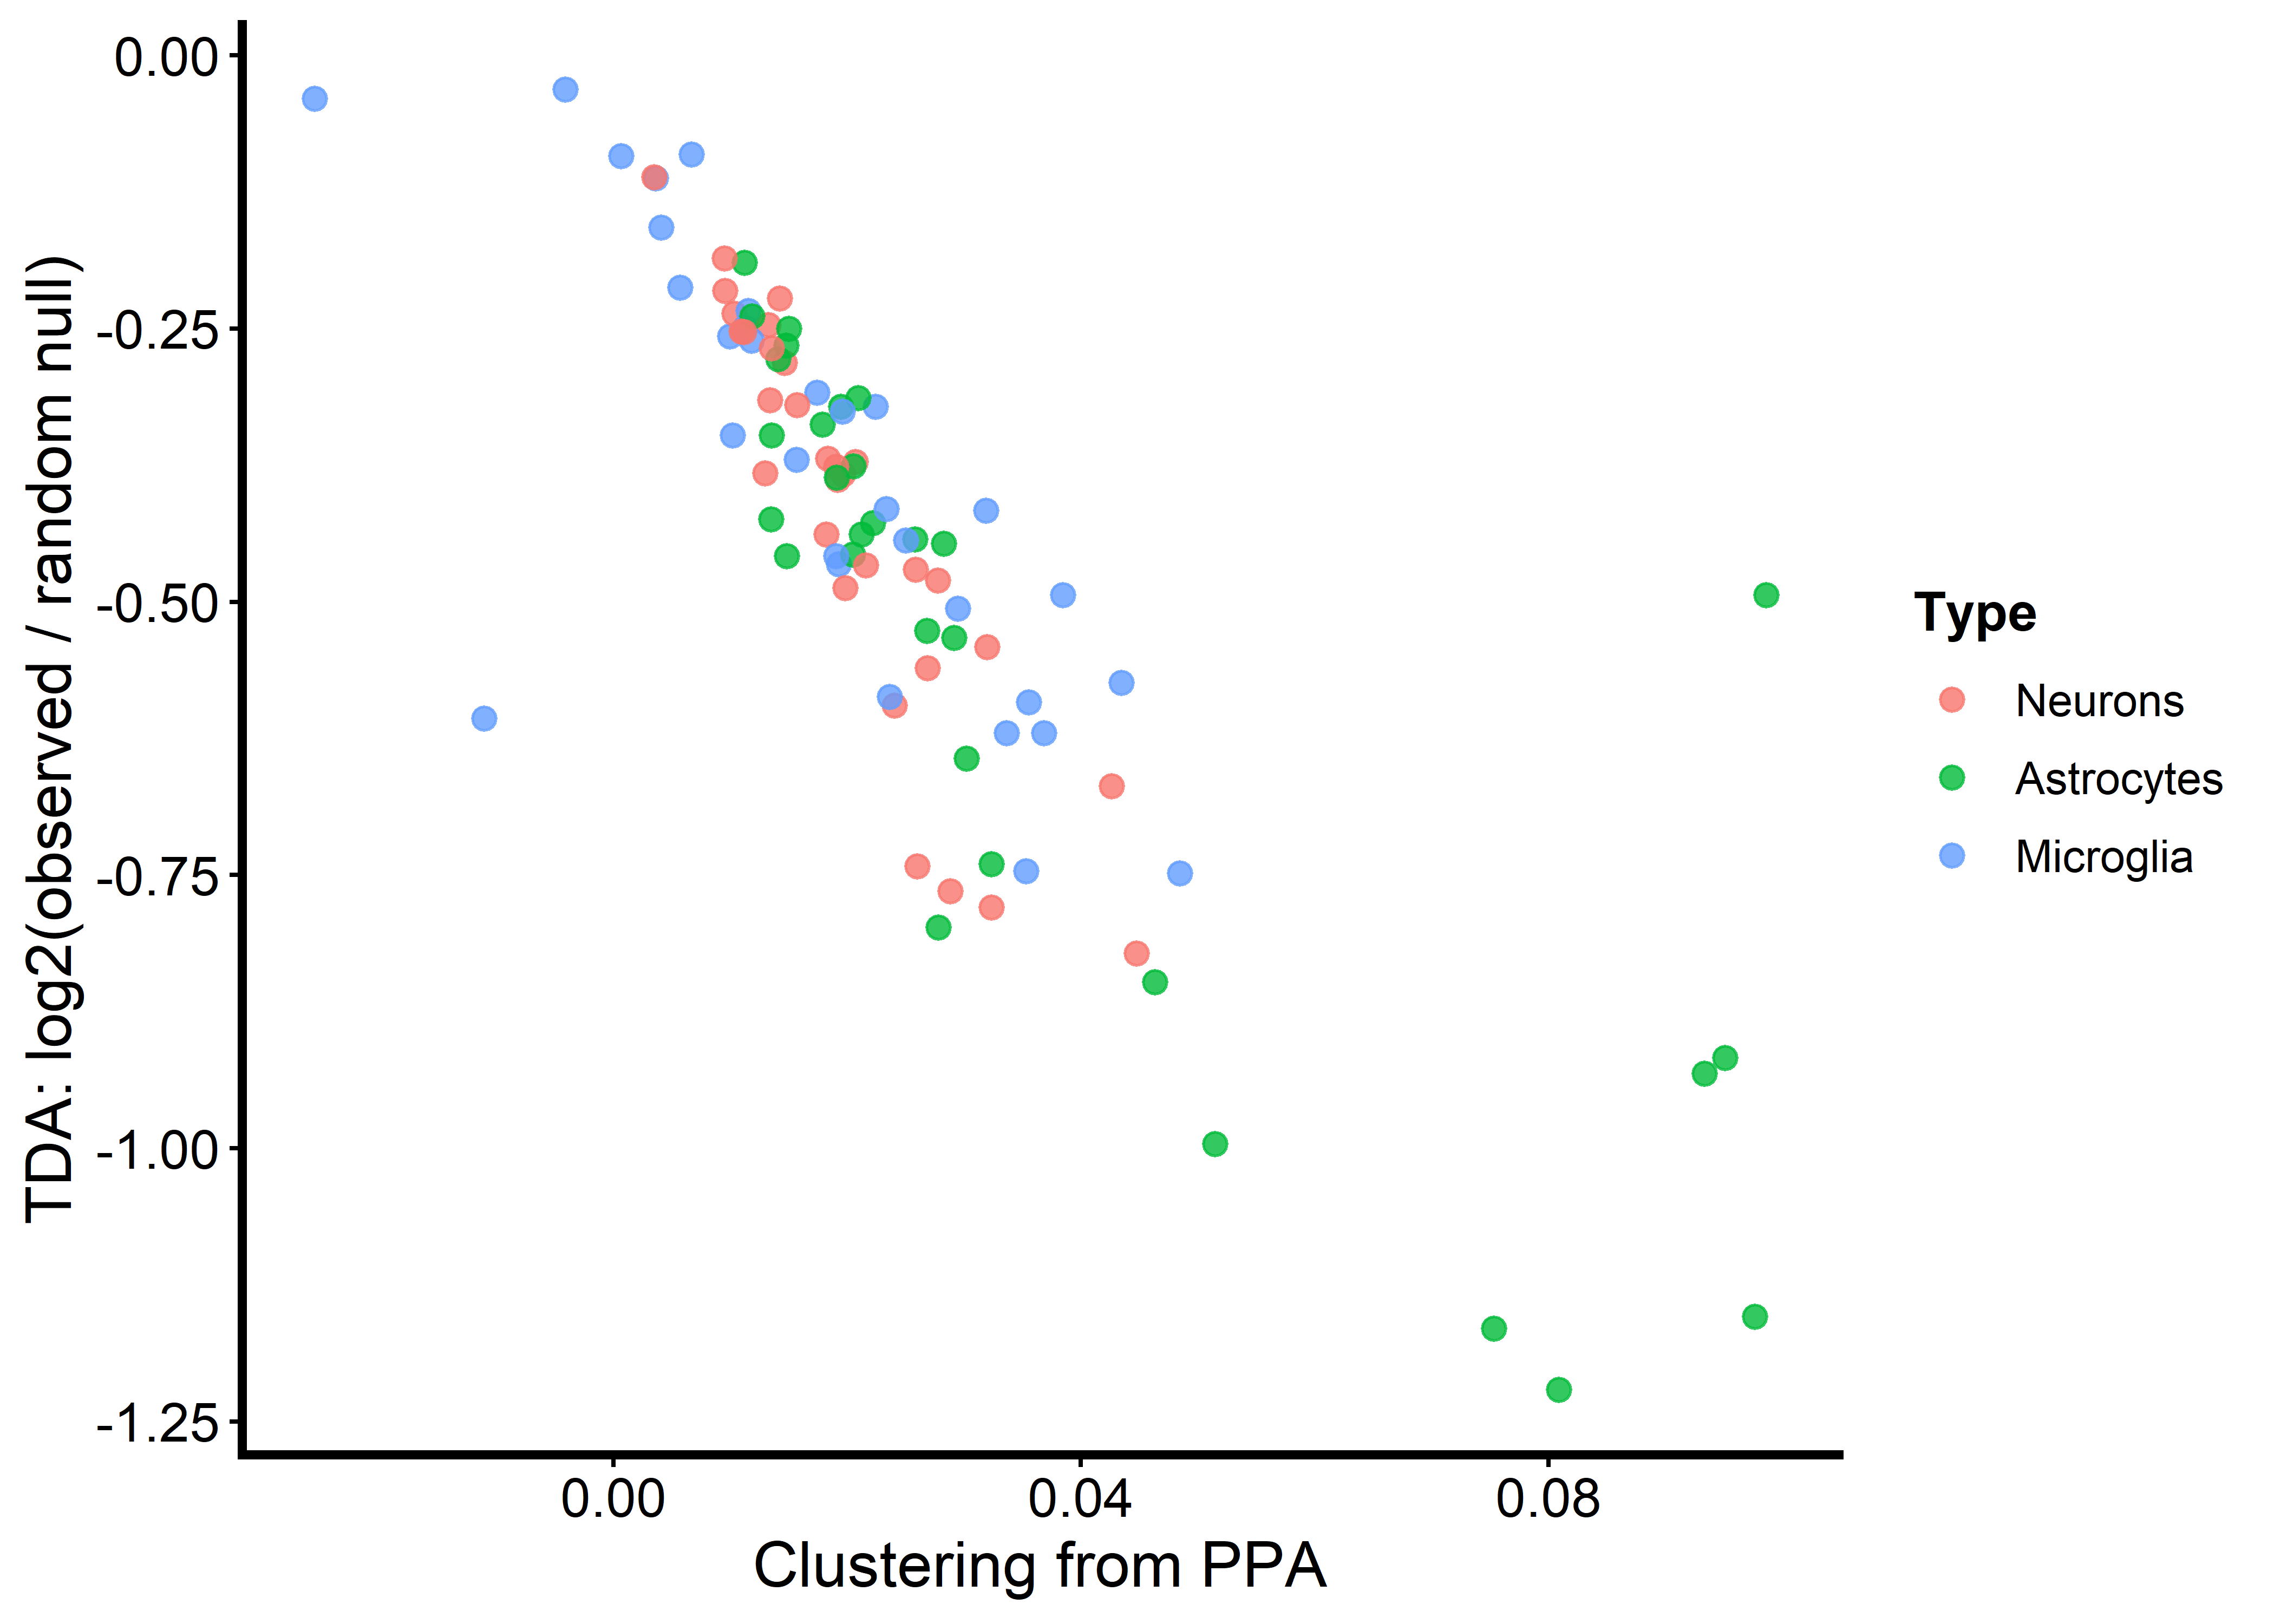 TDA: log2(observed / random null)
0.00
-0.25
-0.50
-0.75
-1.00
-1.25
0.00 0.04 0.08
Clustering from PPA
Type
Neurons
Astrocytes
Microglia